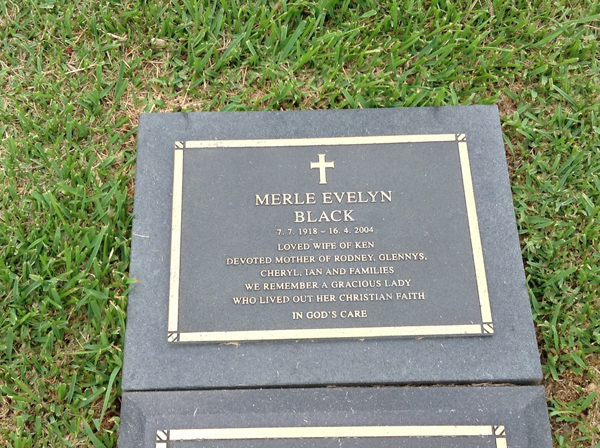 MERLE EVELYN
BLACK
7. 7. 1918 – 16. 4. 2004
LOVED WIFE OF KEN
DEVOTED MOTHER OF RODNEY, GLENNYS,
CHERYL, IAN AND FAMILIES
WE REMEMBER A GRACIOUS LADY
WHO LIVED OUT HER CHRISTIAN FAITH
IN GOD'S CARE